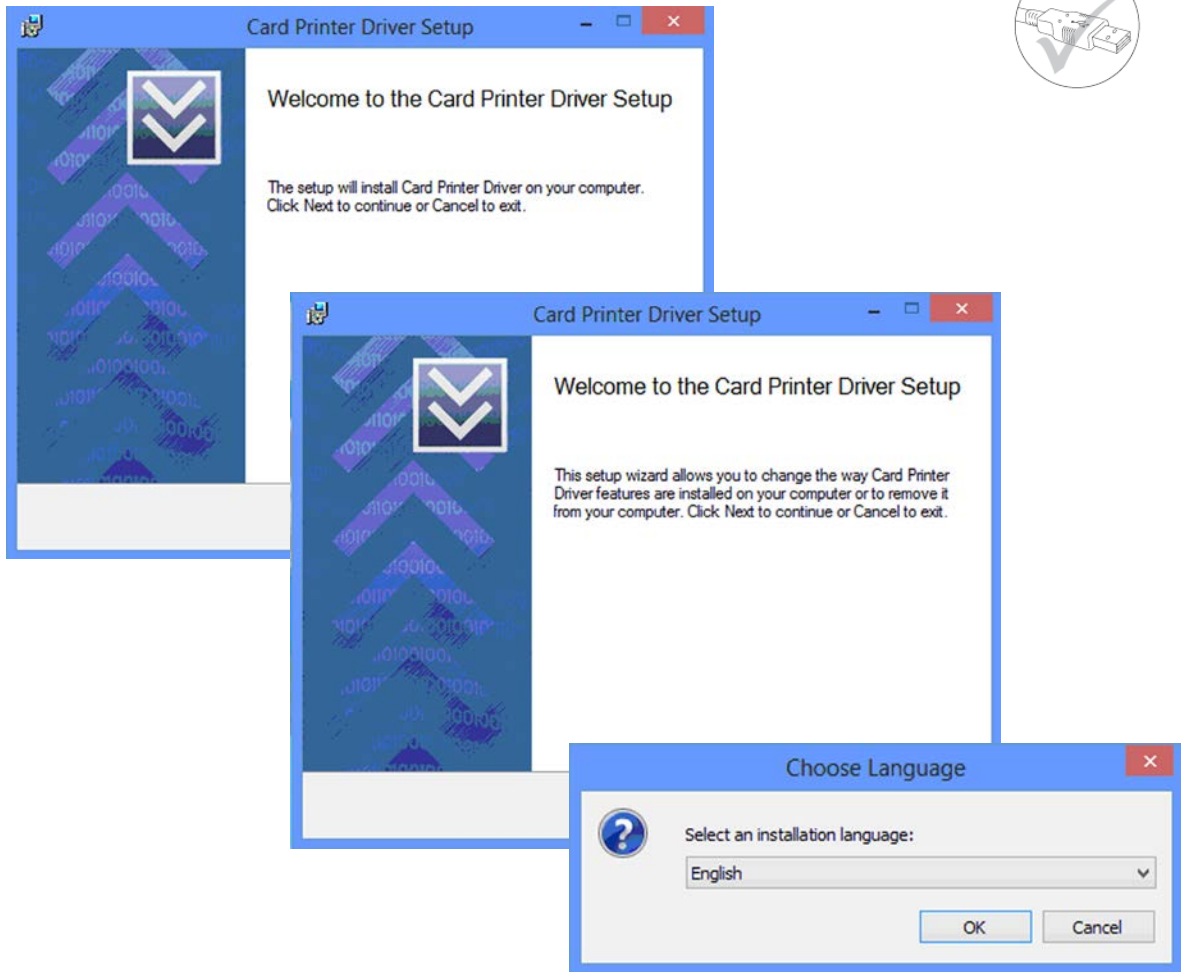 Card Printer Driver Setup
Welcome to the Card Printer Driver Setup
The setup will install Card Printer Driver on your computer.
Click Next to continue or Cancel to exit.
Card Printer Driver Setup
Welcome to the Card Printer Driver Setup
This setup wizard allows you to change the way Card Printer
Driver features are installed on your computer or to remove it
from your computer. Click Next to continue or Cancel to exit.
Choose Language
Select an installation language:
English
OK Cancel